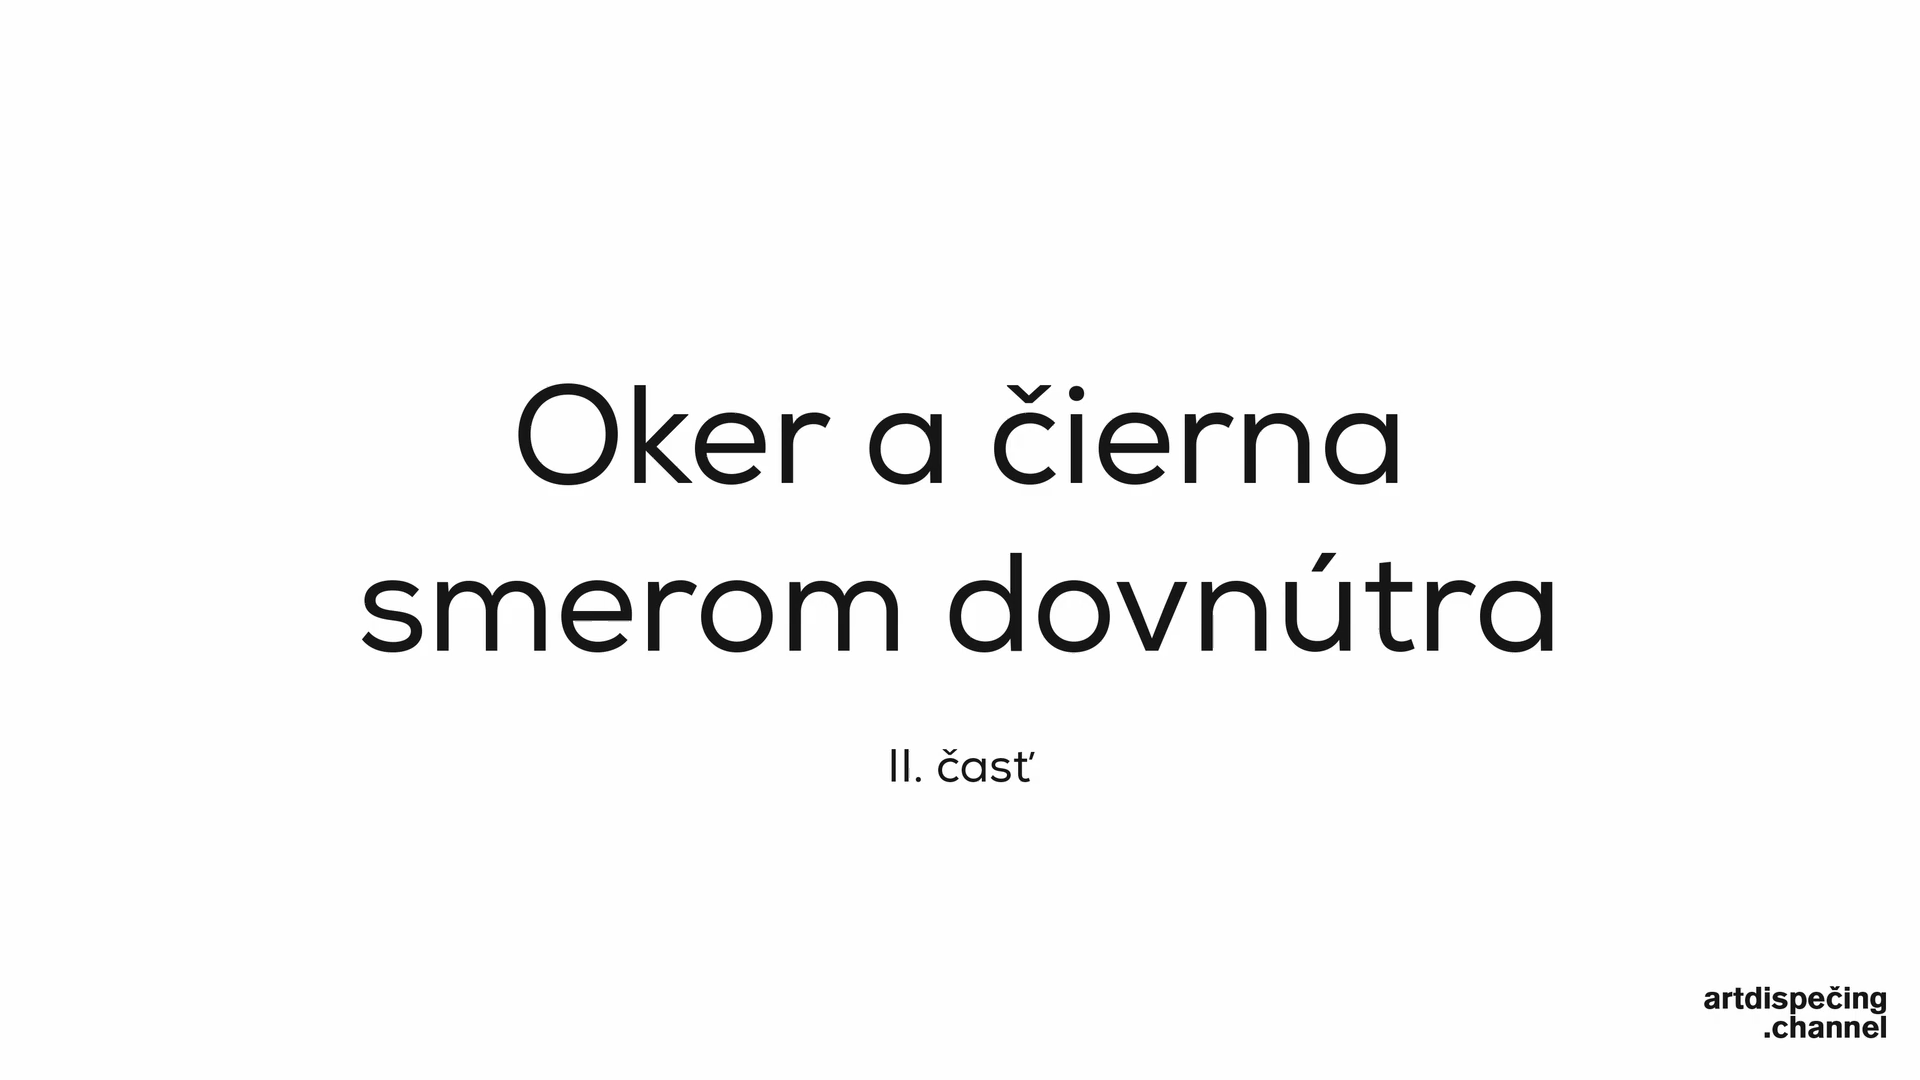 Oker a čierna
smerom dovnútra
II. časť
artdispečing
.channel